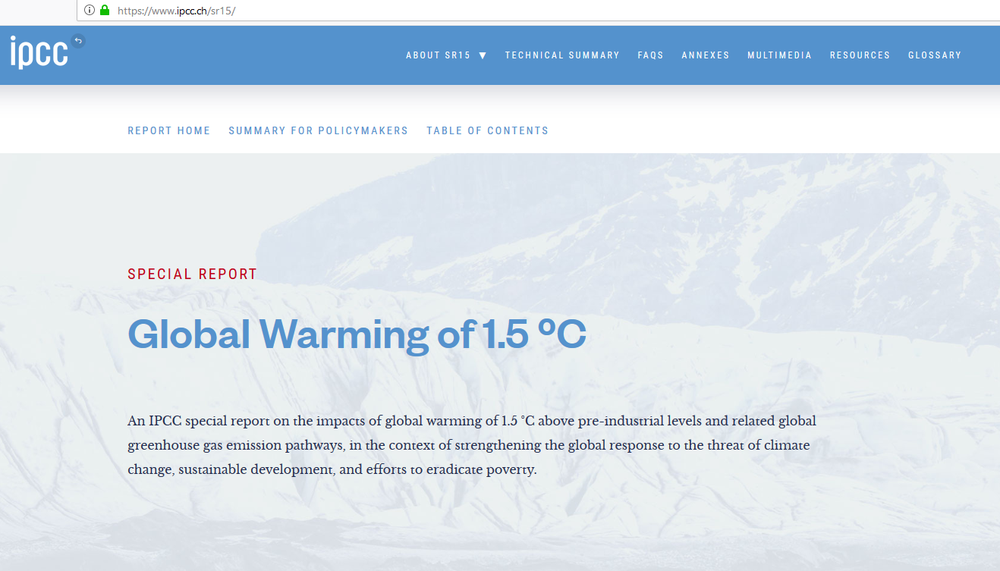 https://www.ipcc.ch/sr15/
ipcc
ABOUT SR15 ▼ TECHNICAL SUMMARY FAQS ANNEXES MULTIMEDIA RESOURCES GLOSSARY
REPORT HOME SUMMARY FOR POLICYMAKERS TABLE OF CONTENTS
SPECIAL REPORT
Global Warming of 1.5 ºC
An IPCC special report on the impacts of global warming of 1.5 °C above pre-industrial levels and related global
greenhouse gas emission pathways, in the context of strengthening the global response to the threat of climate
change, sustainable development, and efforts to eradicate poverty.